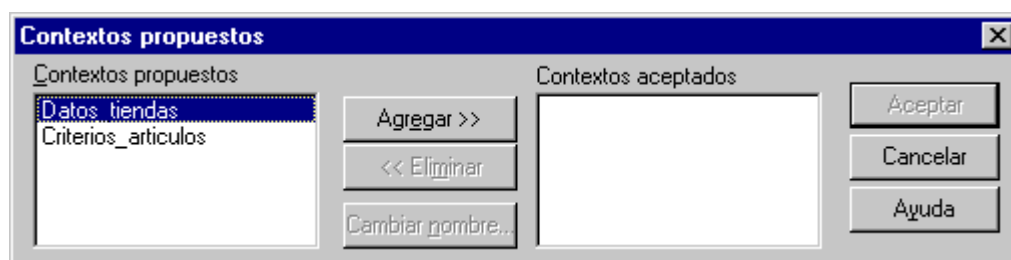 Contextos propuestos
Contextos propuestos
Datos_tiendas
Criterios_articulos
Agregar >>
<< Eliminar
Cambiar nombre...
Contextos aceptados
Aceptar
Cancelar
Ayuda